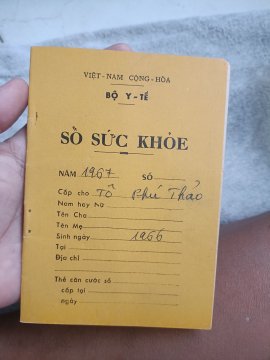 VIỆT-NAM CỘNG-HÒA
BỘ Y-TẾ
SỔ SỨC KHỎE
NĂM 1967 SỐ
Cấp cho Tô Phú Thảo
Nam hay Nữ
Tên Cha
Tên Mẹ
Sinh ngày 1966
Tại
Địa chỉ
Thẻ căn cước số
cấp tại
ngày